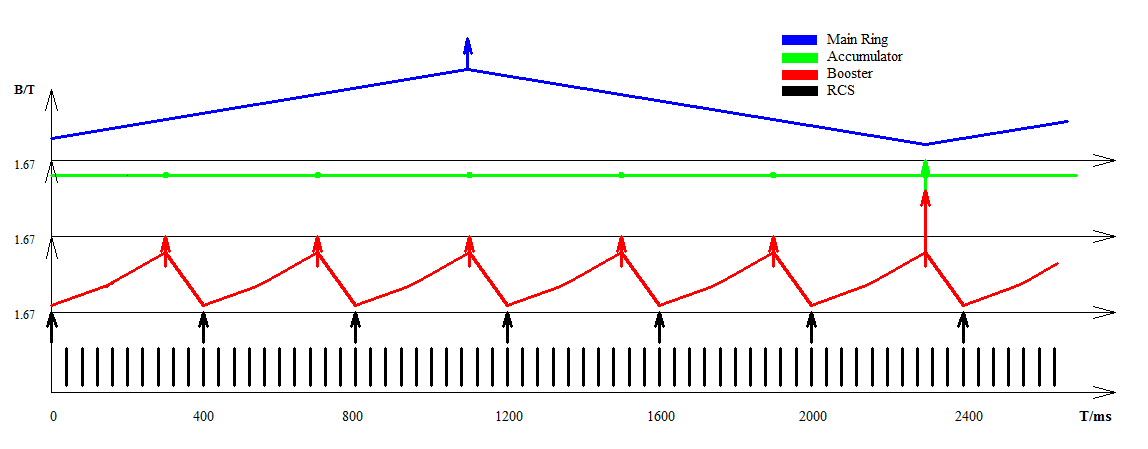 Main Ring
Accumulator
Booster
RCS
B/T
1.67
1.67
1.67
0 400 800 1200 1600 2000 2400 T/ms